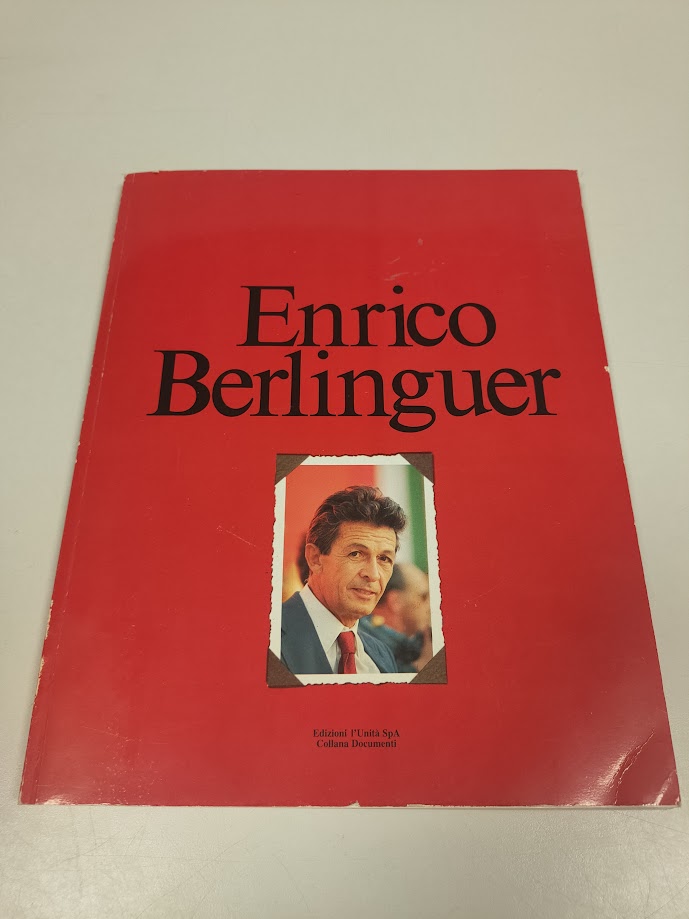 Enrico
Berlinguer
Edizioni l'Unità SpA
Collana Documenti